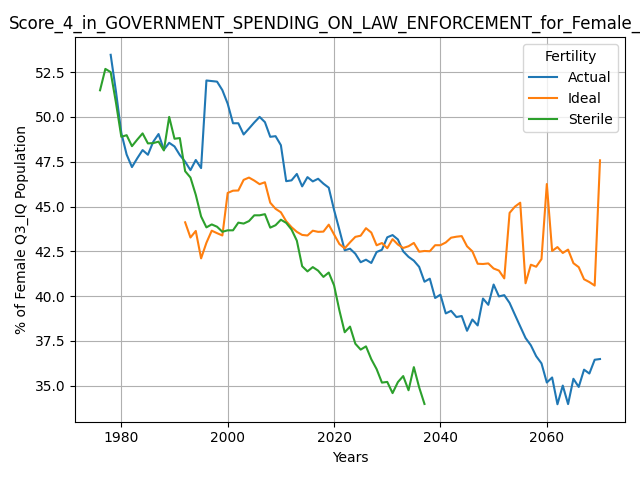 Score_4_in_GOVERNMENT_SPENDING_ON_LAW_ENFORCEMENT_for_Female_
Fertility
Actual
Ideal
Sterile
% of Female Q3_IQ Population
52.5
50.0
47.5
45.0
42.5
40.0
37.5
35.0
1980 2000 2020 2040 2060
Years